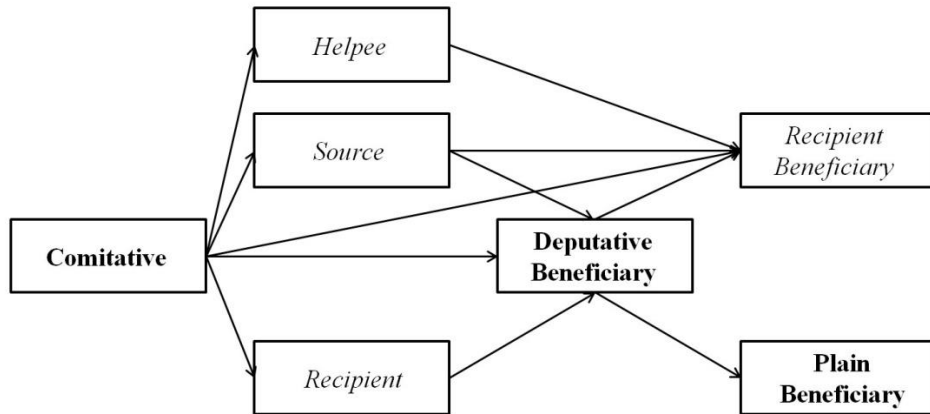 Helpee
Source
Recipient
Beneficiary
Comitative
Deputative
Beneficiary
Recipient
Plain
Beneficiary